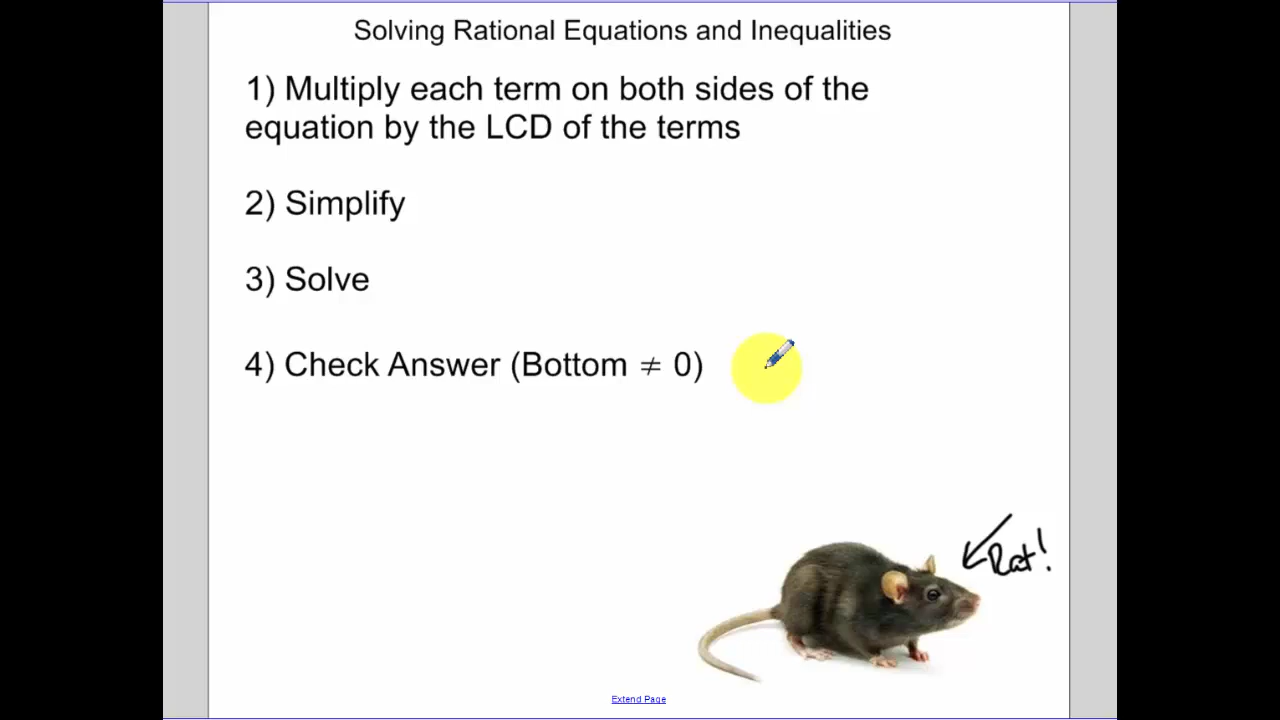 Solving Rational Equations and Inequalities
1) Multiply each term on both sides of the
equation by the LCD of the terms
2) Simplify
3) Solve
4) Check Answer (Bottom ≠ 0)
Rat!
Extend Page